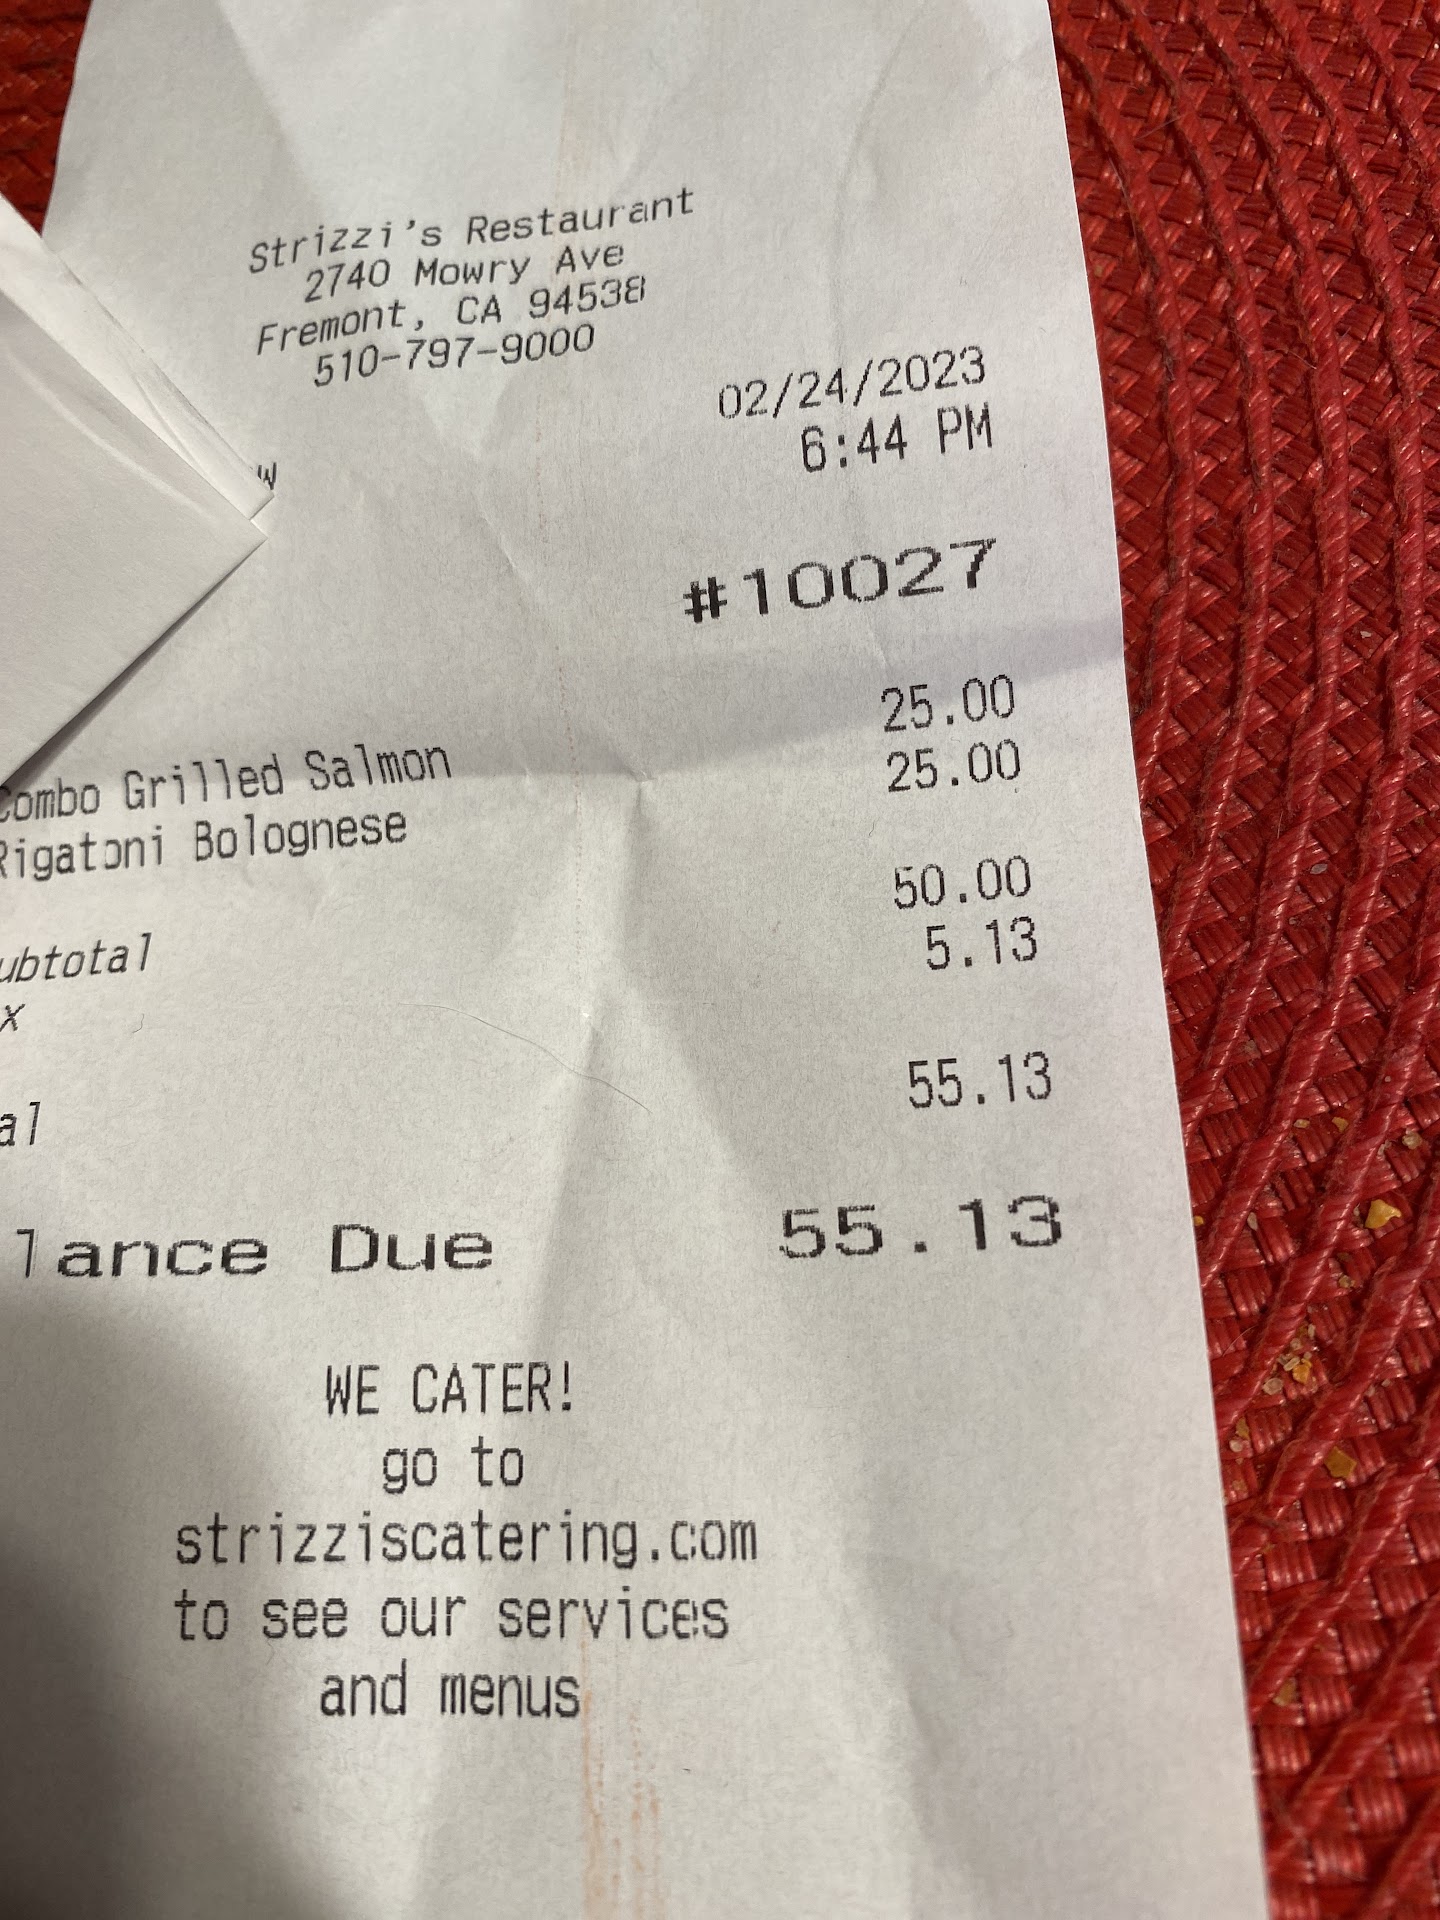 Strizzi's Restaurant
2740 Mowry Ave
Fremont, CA 94538
510-797-9000
02/24/2023
6:44 PM
w
#10027
Combo Grilled Salmon 25.00
Rigatoni Bolognese 25.00
ubtotal 50.00
x 5.13
al 55.13
lance Due 55.13
WE CATER!
go to
strizziscatering.com
to see our services
and menus